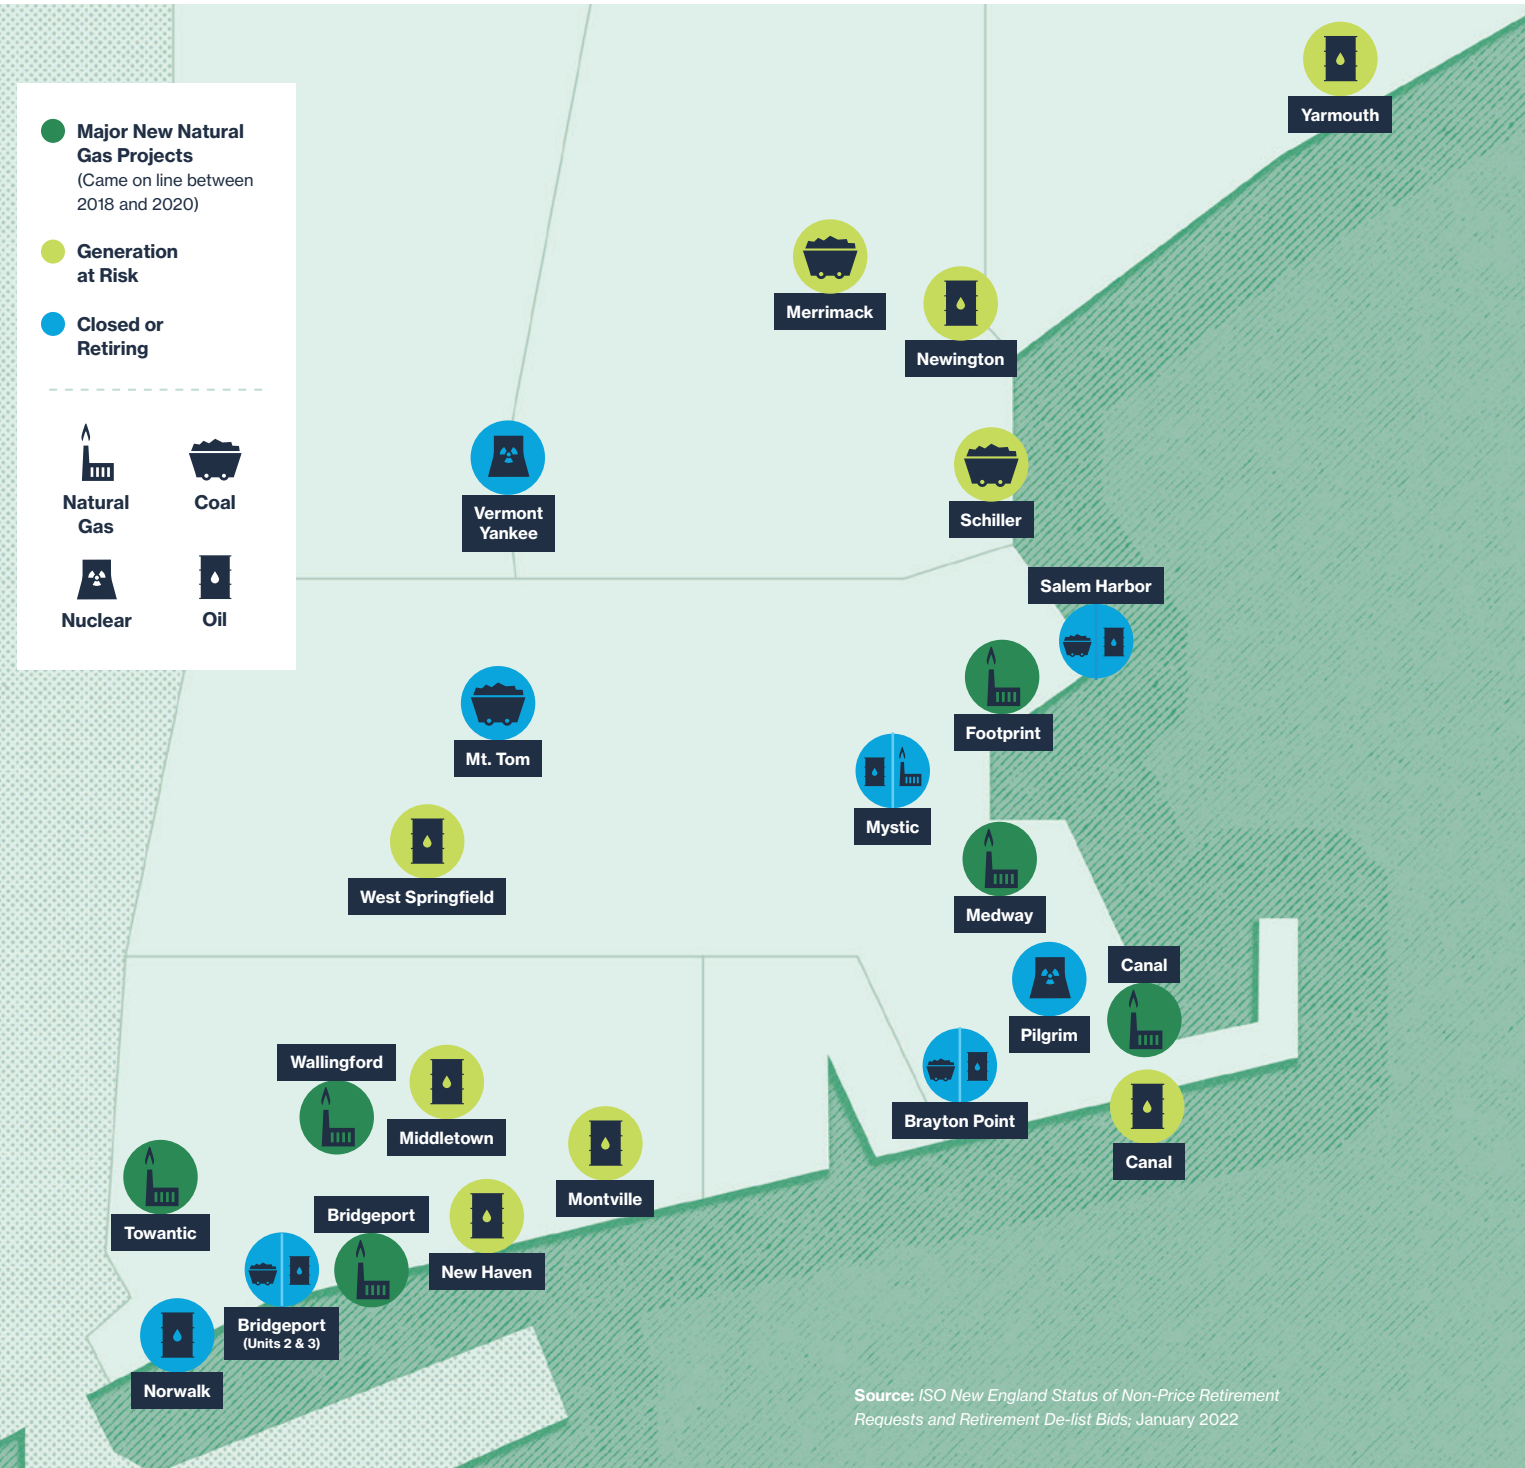 Major New Natural
Gas Projects
(Came on line between
2018 and 2020)
Generation
at Risk
Closed or
Retiring
Natural
Gas
Coal
Nuclear
Oil
Yarmouth
Merrimack
Newington
Vermont
Yankee
Schiller
Salem Harbor
Footprint
Mt. Tom
Mystic
West Springfield
Medway
Canal
Pilgrim
Wallingford
Brayton Point
Middletown
Canal
Montville
Bridgeport
Towantic
New Haven
Bridgeport
(Units 2 & 3)
Norwalk
Source: ISO New England Status of Non-Price Retirement
Requests and Retirement De-list Bids; January 2022